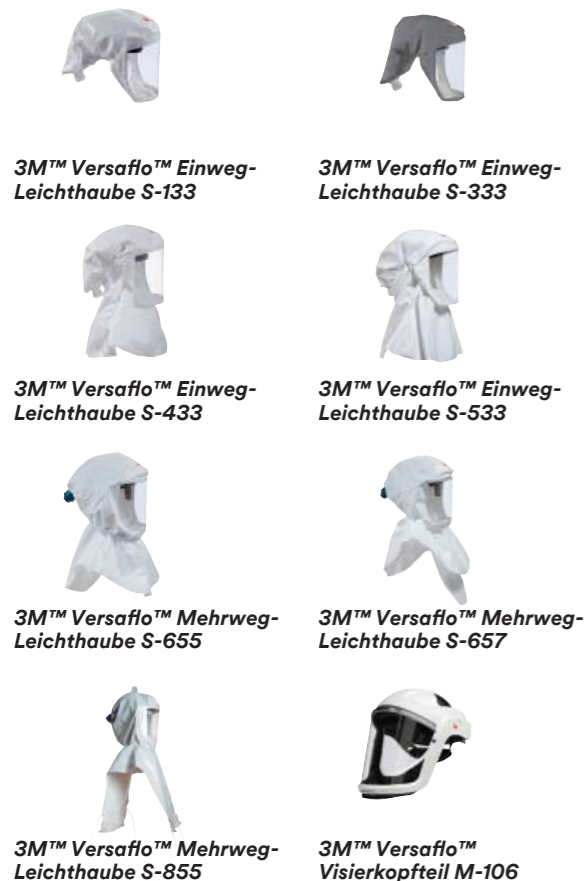 3M™ Versaflo™ Einweg-
Leichthaube S-133
3M™ Versaflo™ Einweg-
Leichthaube S-333
3M™ Versaflo™ Einweg-
Leichthaube S-433
3M™ Versaflo™ Einweg-
Leichthaube S-533
3M™ Versaflo™ Mehrweg-
Leichthaube S-655
3M™ Versaflo™ Mehrweg-
Leichthaube S-657
3M™ Versaflo™ Mehrweg-
Leichthaube S-855
3M™ Versaflo™
Visierkopfteil M-106